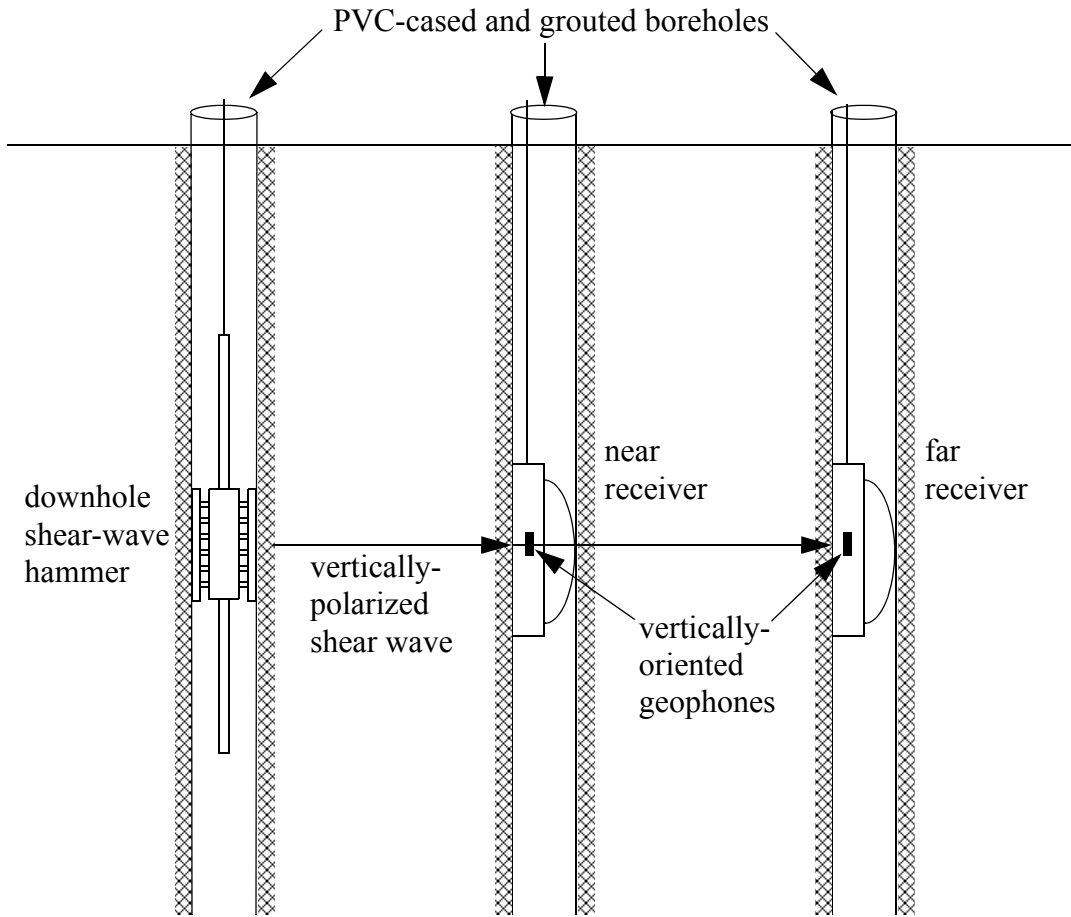 PVC-cased and grouted boreholes
near
receiver
far
receiver
downhole
shear-wave
hammer
vertically-
polarized
shear wave
vertically-
oriented
geophones